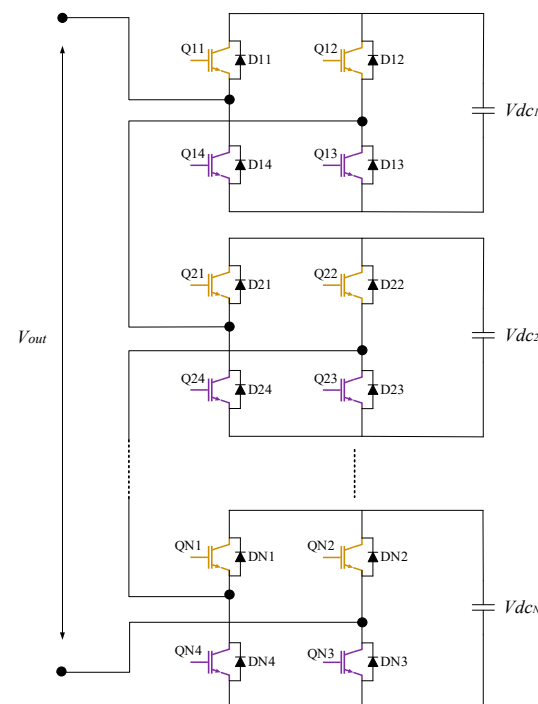 Q11 D11 Q12 D12
Vdc1
Q14 D14 Q13 D13
Q21 D21 Q22 D22
Vout
Vdc2
Q24 D24 Q23 D23
QN1 DN1 QN2 DN2
VdcN
QN4 DN4 QN3 DN3